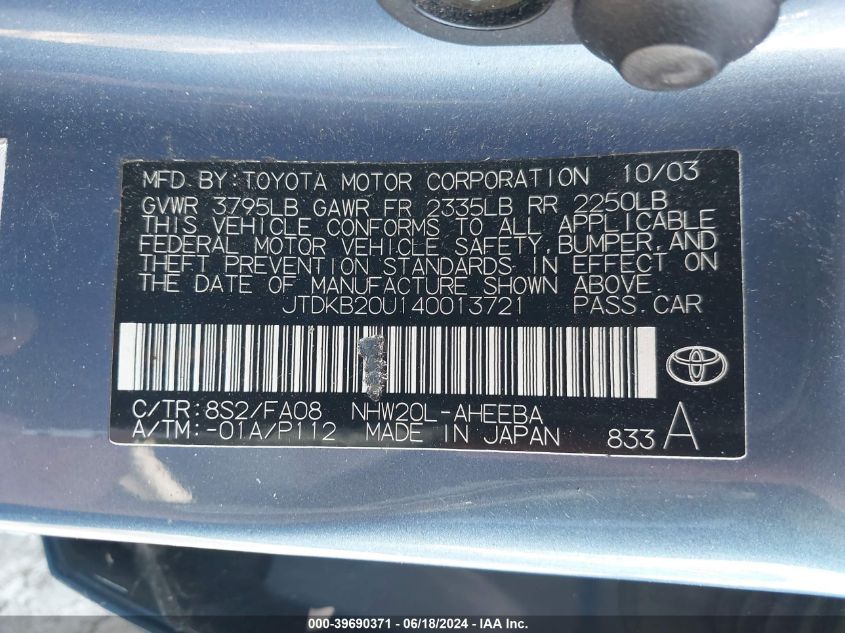 MFD BY: TOYOTA MOTOR CORPORATION 10/03
GVWR 3795LB GAWR FR 2335LB RR 2250LB
THIS VEHICLE CONFORMS TO ALL APPLICABLE
FEDERAL MOTOR VEHICLE SAFETY, BUMPER, AND
THEFT PREVENTION STANDARDS IN EFFECT ON
THE DATE OF MANUFACTURE SHOWN ABOVE.
JTDKB20U140013721 PASS. CAR
C/TR: 8S2/FA08 NHW20L-AHEEBA
A/TM: -01A/P112 MADE IN JAPAN 833 A
000-39690371 - 06/18/2024 - IAAI.COM